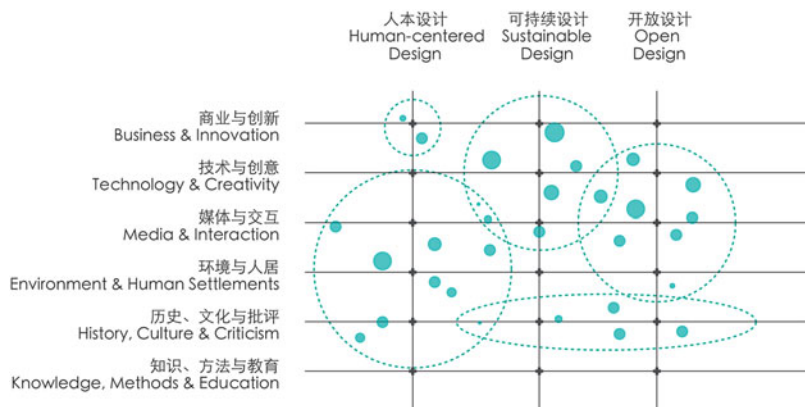 人本设计
Human-centered
Design
可持续设计
Sustainable
Design
开放设计
Open
Design
商业与创新
Business & Innovation
技术与创意
Technology & Creativity
媒体与交互
Media & Interaction
环境与人居
Environment & Human Settlements
历史、文化与批评
History, Culture & Criticism
知识、方法与教育
Knowledge, Methods & Education